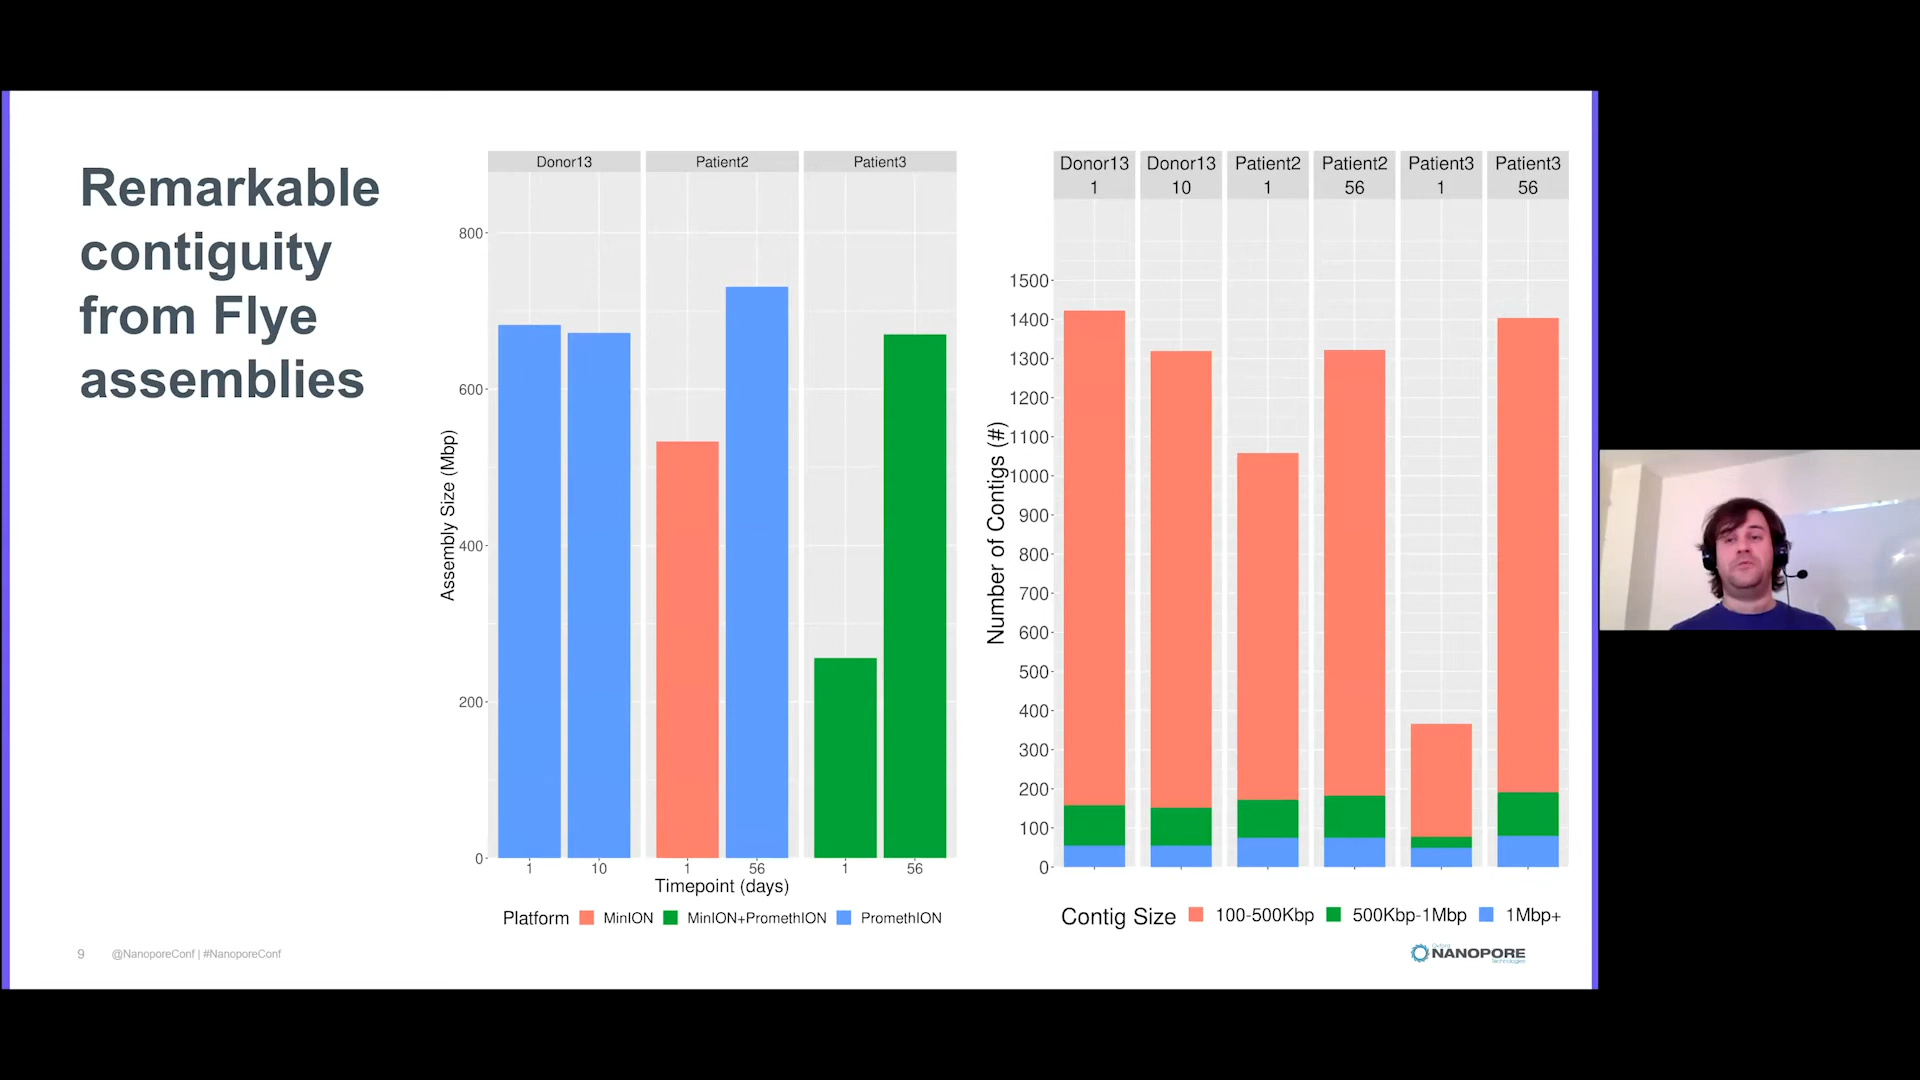 Remarkable
contiguity
from Flye
assemblies
Donor13 Patient2 Patient3
Assembly Size (Mbp)
800
600
400
200
0
1 10 1 56 1 56
Timepoint (days)
Platform MinION MinION+PromethION PromethION
Donor13 Donor13 Patient2 Patient2 Patient3 Patient3
1 10 1 56 1 56
Number of Contigs (#)
1500
1400
1300
1200
1100
1000
900
800
700
600
500
400
300
200
100
0
Contig Size 100-500Kbp 500Kbp-1Mbp 1Mbp+
9 @NanoporeConf | #NanoporeConf
Oxford
NANOPORE
Technologies